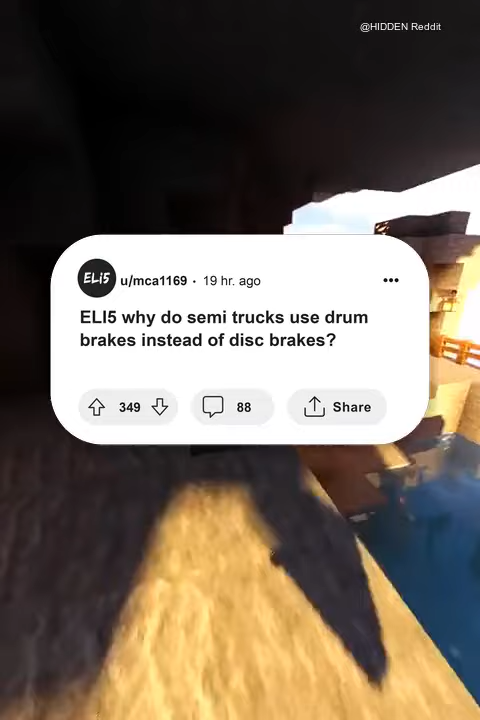 @HIDDEN Reddit
ELi5
u/mca1169 · 19 hr. ago
ELI5 why do semi trucks use drum
brakes instead of disc brakes?
349
88
Share